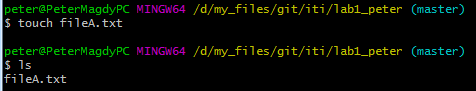 peter@PeterMagdyPC MINGW64 /d/my_files/git/iti/lab1_peter (master)
$ touch fileA.txt
peter@PeterMagdyPC MINGW64 /d/my_files/git/iti/lab1_peter (master)
$ ls
fileA.txt